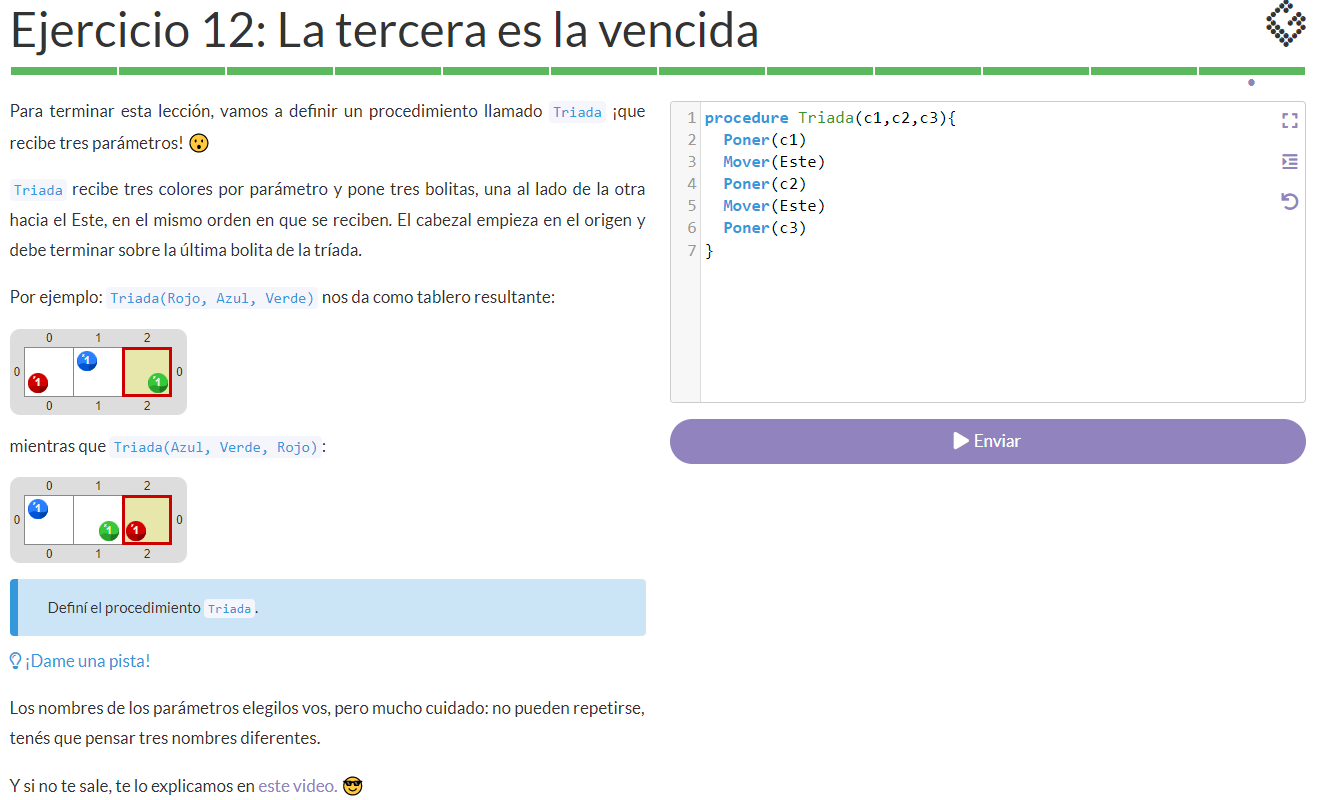 Ejercicio 12: La tercera es la vencida
Para terminar esta lección, vamos a definir un procedimiento llamado Triada ¡que
recibe tres parámetros! 😮
Triada recibe tres colores por parámetro y pone tres bolitas, una al lado de la otra
hacia el Este, en el mismo orden en que se reciben. El cabezal empieza en el origen y
debe terminar sobre la última bolita de la tríada.
Por ejemplo: Triada(Rojo, Azul, Verde) nos da como tablero resultante:
0 1 2
0 1 1 1 0
0 1 2
mientras que Triada(Azul, Verde, Rojo):
0 1 2
0 1 1 1 0
0 1 2
Definí el procedimiento Triada.
¡Dame una pista!
Los nombres de los parámetros elegilos vos, pero mucho cuidado: no pueden repetirse,
tenés que pensar tres nombres diferentes.
Y si no te sale, te lo explicamos en este video. 😎
1 procedure Triada(c1,c2,c3){
2 Poner(c1)
3 Mover(Este)
4 Poner(c2)
5 Mover(Este)
6 Poner(c3)
7 }
Enviar